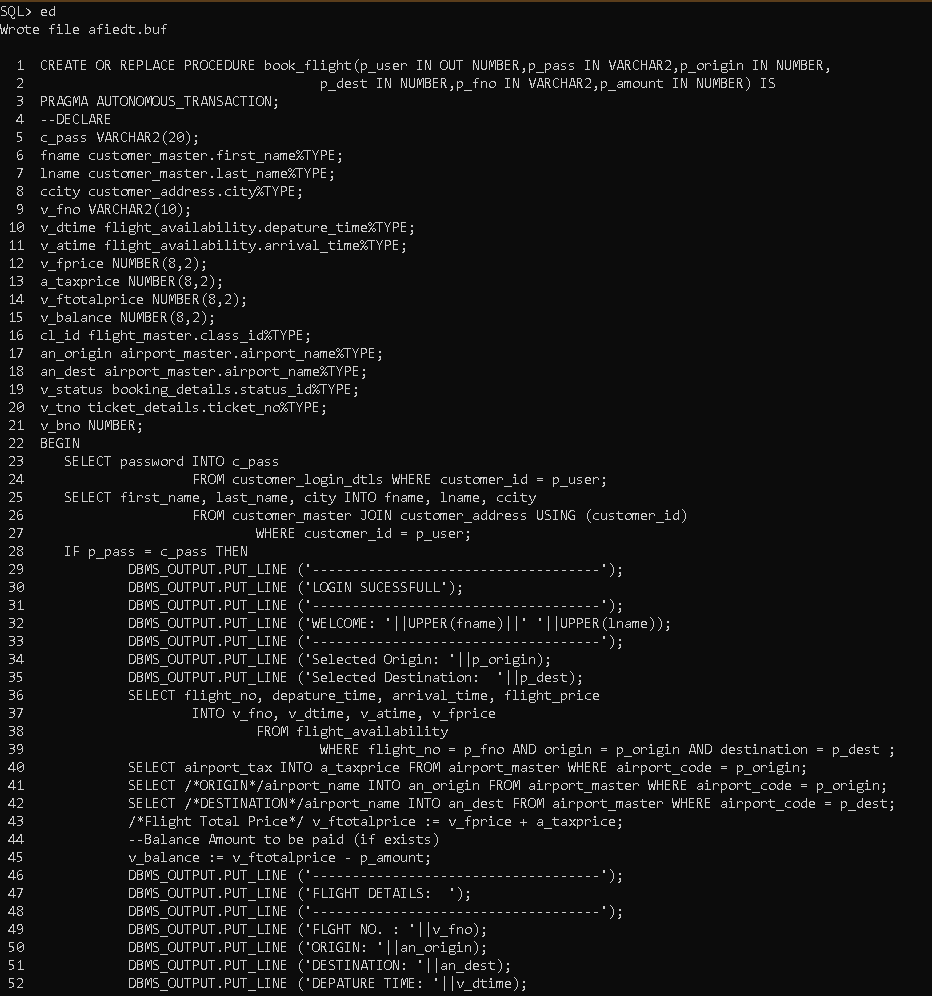 SQL> ed
Wrote file afiedt.buf
1 CREATE OR REPLACE PROCEDURE book_flight(p_user IN OUT NUMBER,p_pass IN VARCHAR2,p_origin IN NUMBER,
2 p_dest IN NUMBER,p_fno IN VARCHAR2,p_amount IN NUMBER) IS
3 PRAGMA AUTONOMOUS_TRANSACTION;
4 --DECLARE
5 c_pass VARCHAR2(20);
6 fname customer_master.first_name%TYPE;
7 lname customer_master.last_name%TYPE;
8 ccity customer_address.city%TYPE;
9 v_fno VARCHAR2(10);
10 v_dtime flight_availability.depature_time%TYPE;
11 v_atime flight_availability.arrival_time%TYPE;
12 v_fprice NUMBER(8,2);
13 a_taxprice NUMBER(8,2);
14 v_ftotalprice NUMBER(8,2);
15 v_balance NUMBER(8,2);
16 cl_id flight_master.class_id%TYPE;
17 an_origin airport_master.airport_name%TYPE;
18 an_dest airport_master.airport_name%TYPE;
19 v_status booking_details.status_id%TYPE;
20 v_tno ticket_details.ticket_no%TYPE;
21 v_bno NUMBER;
22 BEGIN
23 SELECT password INTO c_pass
24 FROM customer_login_dtls WHERE customer_id = p_user;
25 SELECT first_name, last_name, city INTO fname, lname, ccity
26 FROM customer_master JOIN customer_address USING (customer_id)
27 WHERE customer_id = p_user;
28 IF p_pass = c_pass THEN
29 DBMS_OUTPUT.PUT_LINE ('------------------------------------');
30 DBMS_OUTPUT.PUT_LINE ('LOGIN SUCESSFULL');
31 DBMS_OUTPUT.PUT_LINE ('------------------------------------');
32 DBMS_OUTPUT.PUT_LINE ('WELCOME: '||UPPER(fname)||' '||UPPER(lname));
33 DBMS_OUTPUT.PUT_LINE ('------------------------------------');
34 DBMS_OUTPUT.PUT_LINE ('Selected Origin: '||p_origin);
35 DBMS_OUTPUT.PUT_LINE ('Selected Destination:  '||p_dest);
36 SELECT flight_no, depature_time, arrival_time, flight_price
37 INTO v_fno, v_dtime, v_atime, v_fprice
38 FROM flight_availability
39 WHERE flight_no = p_fno AND origin = p_origin AND destination = p_dest ;
40 SELECT airport_tax INTO a_taxprice FROM airport_master WHERE airport_code = p_origin;
41 SELECT /*ORIGIN*/airport_name INTO an_origin FROM airport_master WHERE airport_code = p_origin;
42 SELECT /*DESTINATION*/airport_name INTO an_dest FROM airport_master WHERE airport_code = p_dest;
43 /*Flight Total Price*/ v_ftotalprice := v_fprice + a_taxprice;
44 --Balance Amount to be paid (if exists)
45 v_balance := v_ftotalprice - p_amount;
46 DBMS_OUTPUT.PUT_LINE ('------------------------------------');
47 DBMS_OUTPUT.PUT_LINE ('FLIGHT DETAILS:  ');
48 DBMS_OUTPUT.PUT_LINE ('------------------------------------');
49 DBMS_OUTPUT.PUT_LINE ('FLGHT NO. : '||v_fno);
50 DBMS_OUTPUT.PUT_LINE ('ORIGIN: '||an_origin);
51 DBMS_OUTPUT.PUT_LINE ('DESTINATION: '||an_dest);
52 DBMS_OUTPUT.PUT_LINE ('DEPATURE TIME: '||v_dtime);